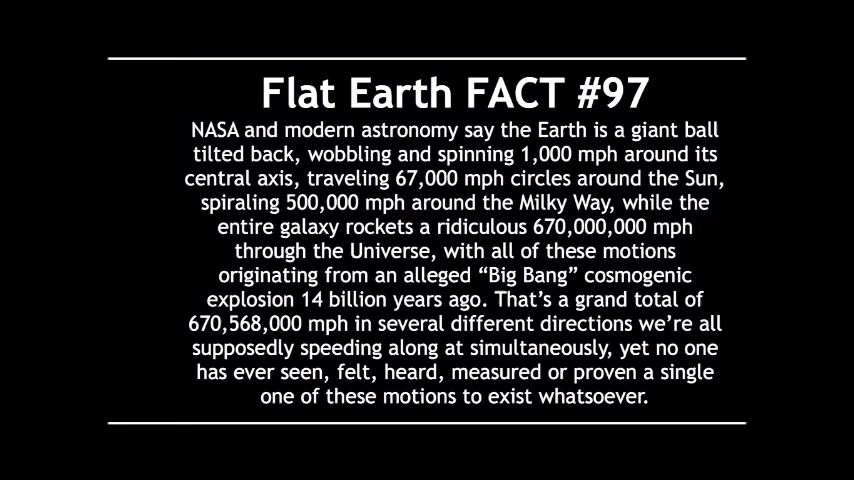 Flat Earth FACT #97
NASA and modern astronomy say the Earth is a giant ball
tilted back, wobbling and spinning 1,000 mph around its
central axis, traveling 67,000 mph circles around the Sun,
spiraling 500,000 mph around the Milky Way, while the
entire galaxy rockets a ridiculous 670,000,000 mph
through the Universe, with all of these motions
originating from an alleged “Big Bang” cosmogenic
explosion 14 billion years ago. That’s a grand total of
670,568,000 mph in several different directions we’re all
supposedly speeding along at simultaneously, yet no one
has ever seen, felt, heard, measured or proven a single
one of these motions to exist whatsoever.